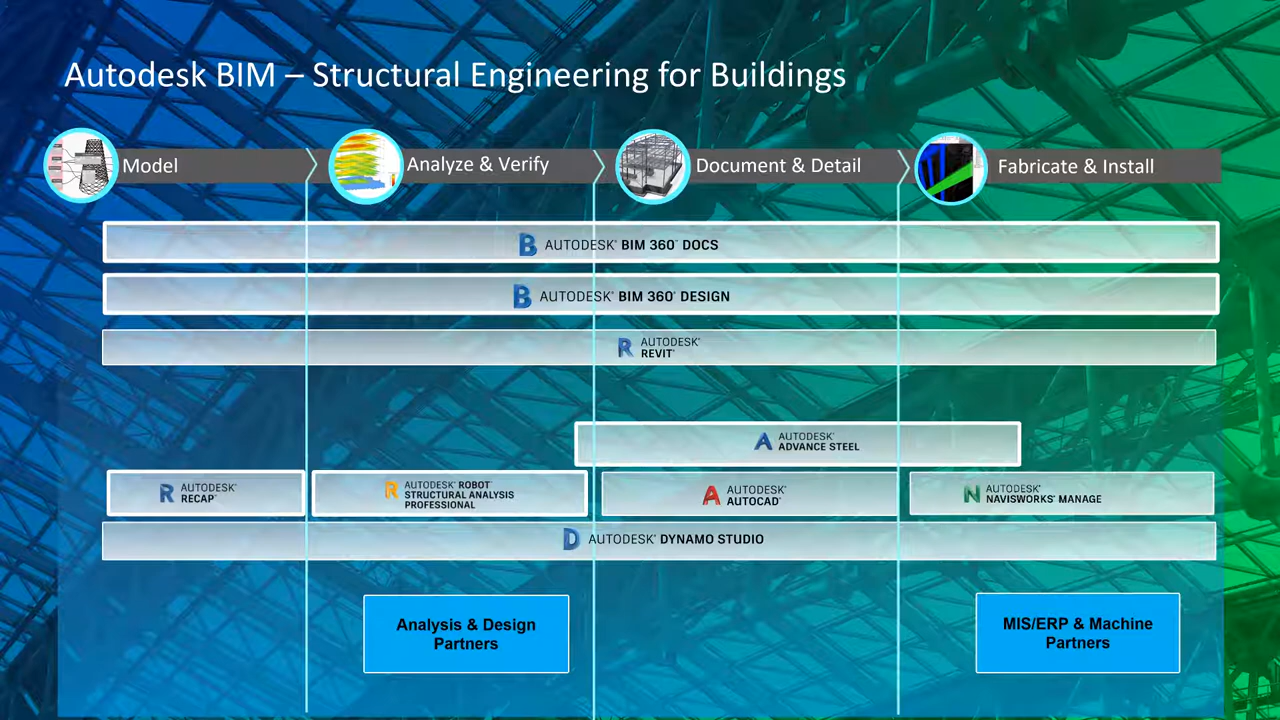 Autodesk BIM – Structural Engineering for Buildings
Model
Analyze & Verify
Document & Detail
Fabricate & Install
AUTODESK® BIM 360® DOCS
AUTODESK® BIM 360® DESIGN
AUTODESK®
REVIT®
AUTODESK®
ADVANCE STEEL
AUTODESK®
RECAP™
AUTODESK® ROBOT™
STRUCTURAL ANALYSIS
PROFESSIONAL
AUTODESK®
AUTOCAD®
AUTODESK®
NAVISWORKS® MANAGE
AUTODESK® DYNAMO STUDIO
Analysis & Design
Partners
MIS/ERP & Machine
Partners